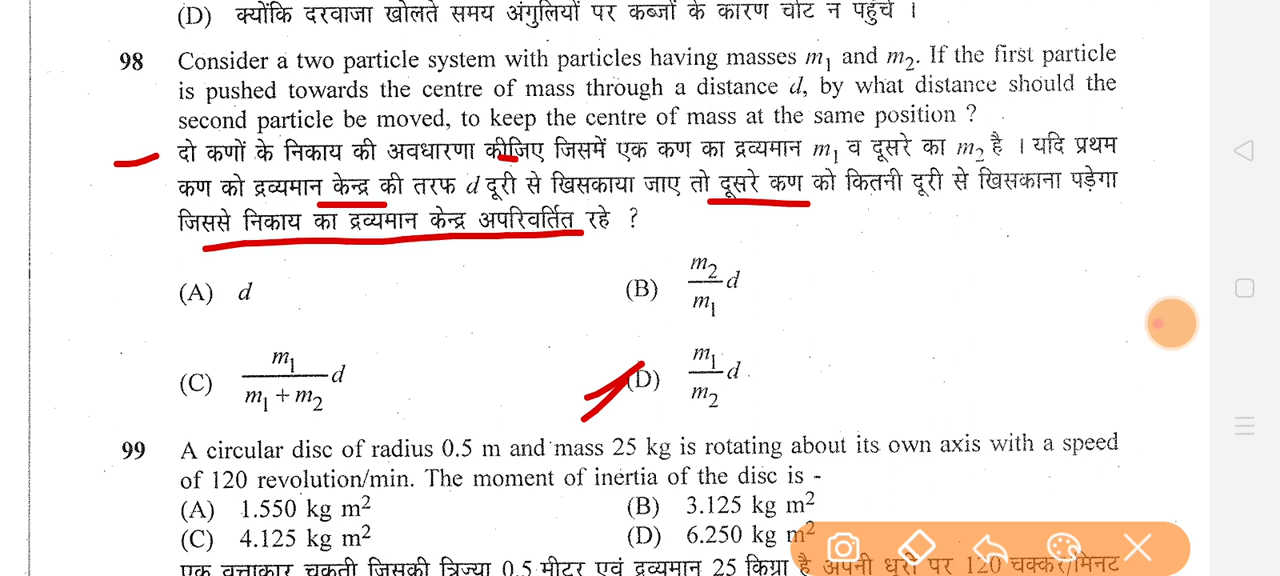 (D) क्योंकि दरवाजा खोलते समय अंगुलियों पर कब्जों के कारण चोट न पहुंचे ।
98 Consider a two particle system with particles having masses m₁ and m₂. If the first particle
is pushed towards the centre of mass through a distance d, by what distance should the
second particle be moved, to keep the centre of mass at the same position ?
दो कणों के निकाय की अवधारणा कीजिए जिसमें एक कण का द्रव्यमान m₁ व दूसरे का m₂ है । यदि प्रथम
कण को द्रव्यमान केन्द्र की तरफ d दूरी से खिसकाया जाए तो दूसरे कण को कितनी दूरी से खिसकाना पड़ेगा
जिससे निकाय का द्रव्यमान केन्द्र अपरिवर्तित रहे ?
(A) d (B) m₂/m₁ d
(C) m₁/(m₁ + m₂) d (D) m₁/m₂ d
99 A circular disc of radius 0.5 m and mass 25 kg is rotating about its own axis with a speed
of 120 revolution/min. The moment of inertia of the disc is -
(A) 1.550 kg m² (B) 3.125 kg m²
(C) 4.125 kg m² (D) 6.250 kg m²
एक वृत्ताकार चकती जिसकी त्रिज्या 0.5 मीटर एवं द्रव्यमान 25 किग्रा है अपनी धुरी पर 120 चक्कर/मिनट